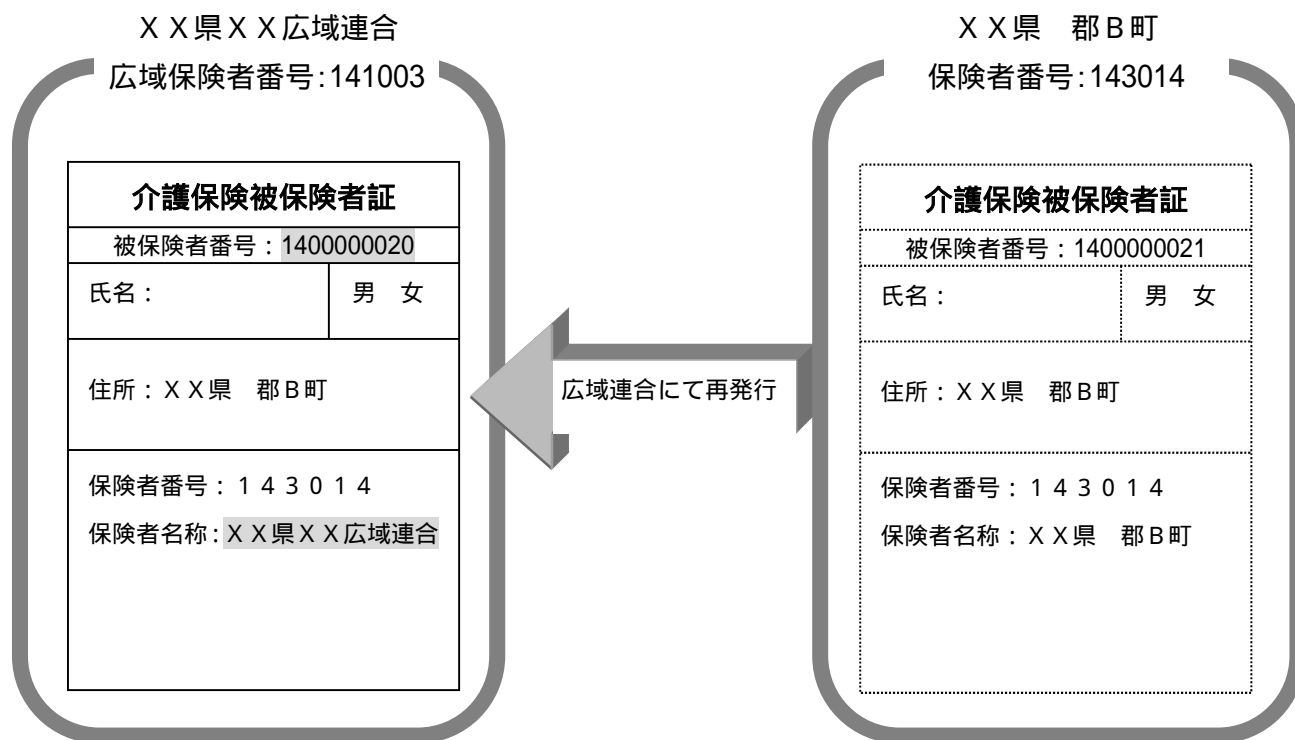 ＸＸ県ＸＸ広域連合
広域保険者番号：141003
介護保険被保険者証
被保険者番号：1400000020
氏名：
男　女
住所：ＸＸ県　郡Ｂ町
保険者番号：１４３０１４
保険者名称：ＸＸ県ＸＸ広域連合
広域連合にて再発行
ＸＸ県　郡Ｂ町
保険者番号：143014
介護保険被保険者証
被保険者番号：1400000021
氏名：
男　女
住所：ＸＸ県　郡Ｂ町
保険者番号：１４３０１４
保険者名称：ＸＸ県　郡Ｂ町